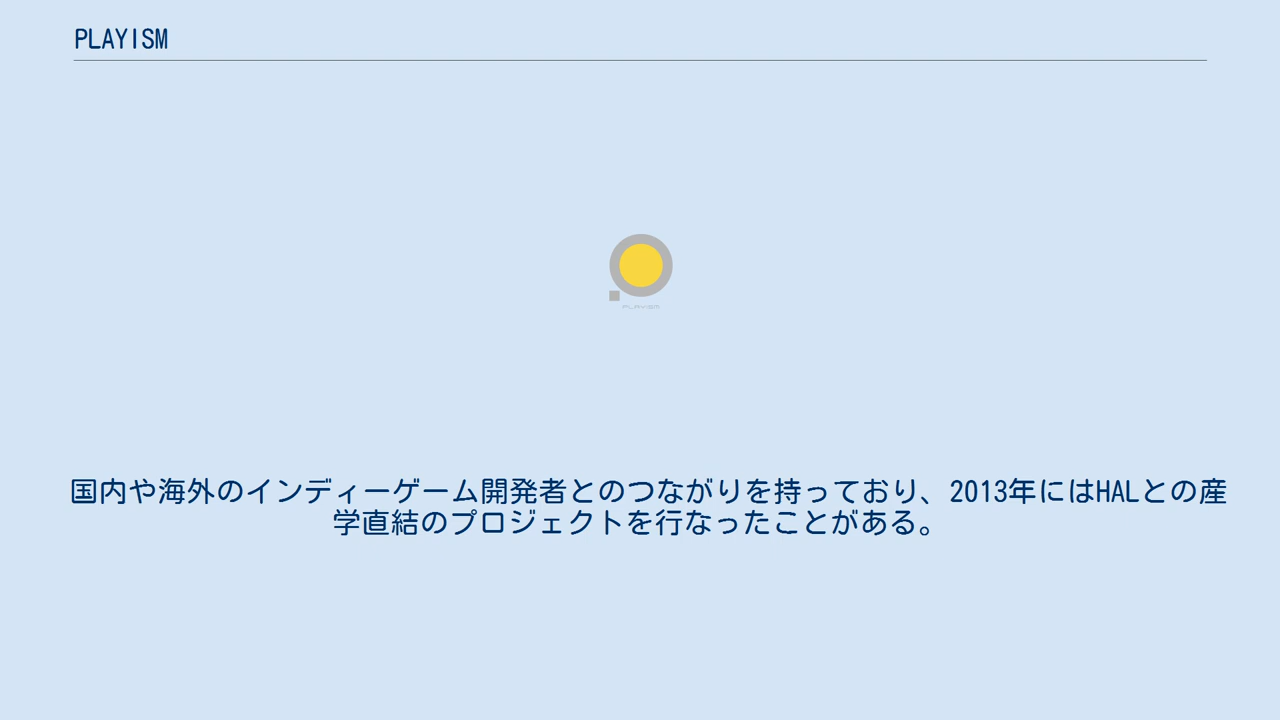 PLAYISM
PLAYISM
国内や海外のインディーゲーム開発者とのつながりを持っており、2013年にはHALとの産
学直結のプロジェクトを行なったことがある。